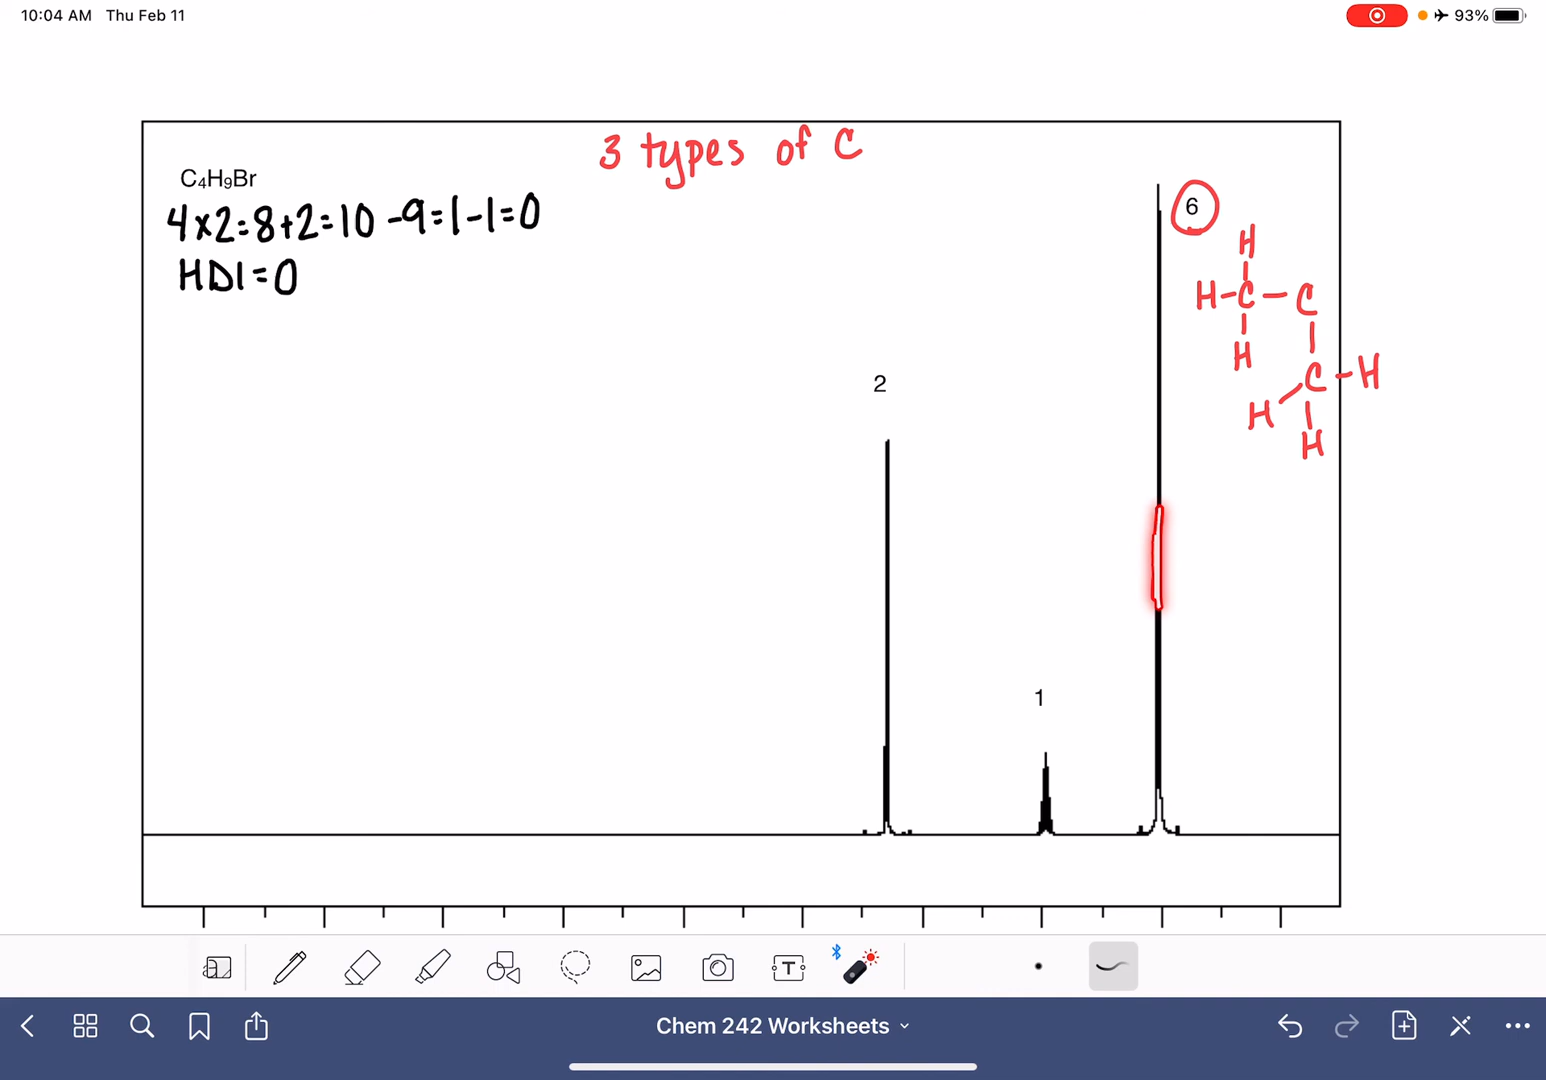 10:04 AM Thu Feb 11
93%
3 types of C
C₄H₉Br
4x2=8+2=10-9=1-1=0
HDI=0
6
H
H-C-C
H
C-H
H
H
2
1
T
Chem 242 Worksheets